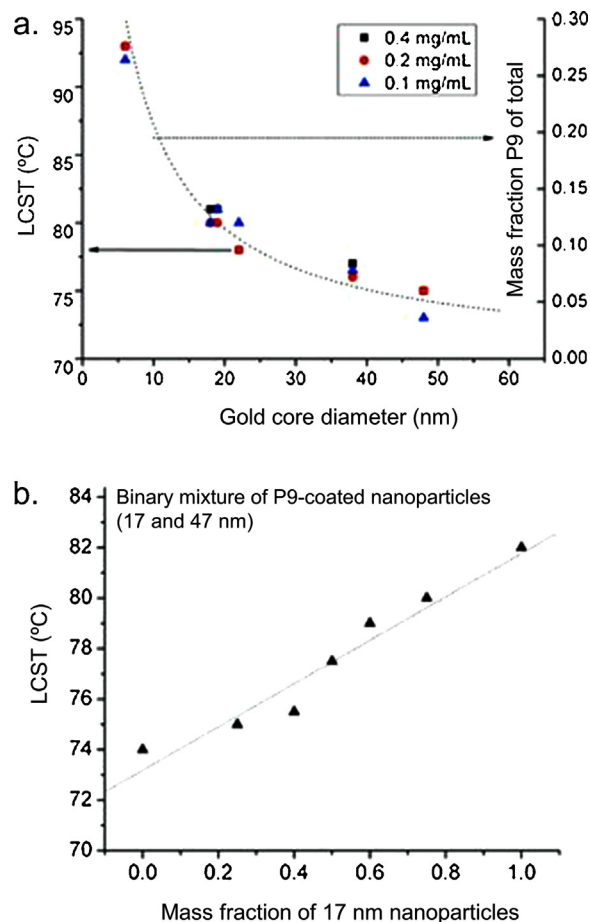 a.
95
90
85
80
75
70
LCST (ºC)
0.4 mg/mL
0.2 mg/mL
0.1 mg/mL
0.30
0.25
0.20
0.15
0.10
0.05
0.00
Mass fraction P9 of total
0
10
20
30
40
50
60
Gold core diameter (nm)
b.
Binary mixture of P9-coated nanoparticles
(17 and 47 nm)
84
82
80
78
76
74
72
70
LCST (ºC)
0.0
0.2
0.4
0.6
0.8
1.0
Mass fraction of 17 nm nanoparticles